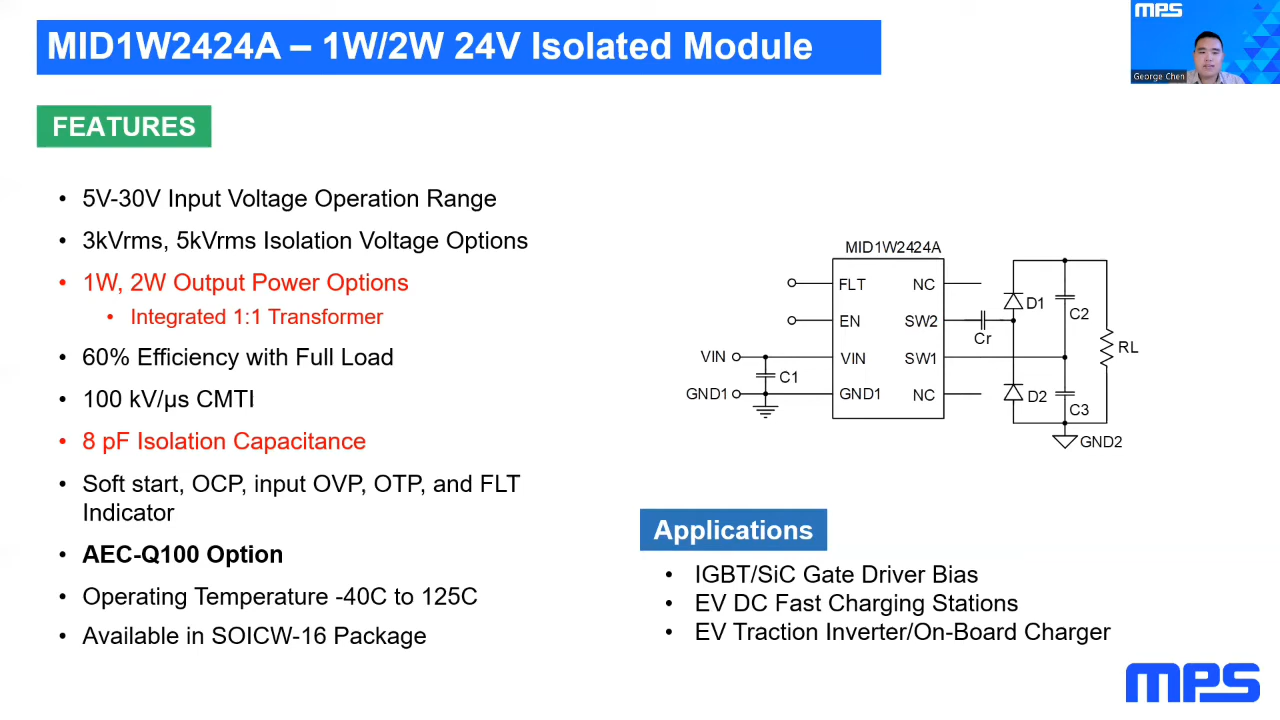 MID1W2424A – 1W/2W 24V Isolated Module
MPS
George Chen
FEATURES
• 5V-30V Input Voltage Operation Range
• 3kVrms, 5kVrms Isolation Voltage Options
• 1W, 2W Output Power Options
• Integrated 1:1 Transformer
• 60% Efficiency with Full Load
• 100 kV/µs CMTI
• 8 pF Isolation Capacitance
• Soft start, OCP, input OVP, OTP, and FLT
Indicator
• AEC-Q100 Option
• Operating Temperature -40C to 125C
• Available in SOICW-16 Package
MID1W2424A
FLT NC
D1
C2
EN SW2
Cr
RL
VIN VIN SW1
C1
GND1 GND1 NC
D2
C3
GND2
Applications
• IGBT/SiC Gate Driver Bias
• EV DC Fast Charging Stations
• EV Traction Inverter/On-Board Charger
MPS